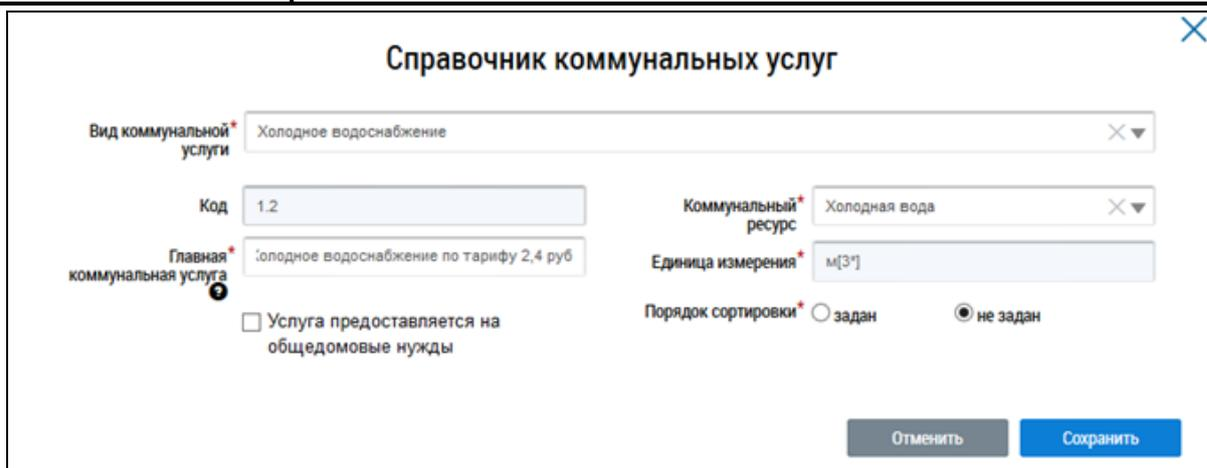 Справочник коммунальных услуг
Вид коммунальной*
услуги
Холодное водоснабжение
Код
1.2
Коммунальный*
ресурс
Холодная вода
Главная*
коммунальная услуга
олодное водоснабжение по тарифу 2,4 руб
Единица измерения*
м[3*]
Услуга предоставляется на
общедомовые нужды
Порядок сортировки*
задан
не задан
Отменить
Сохранить